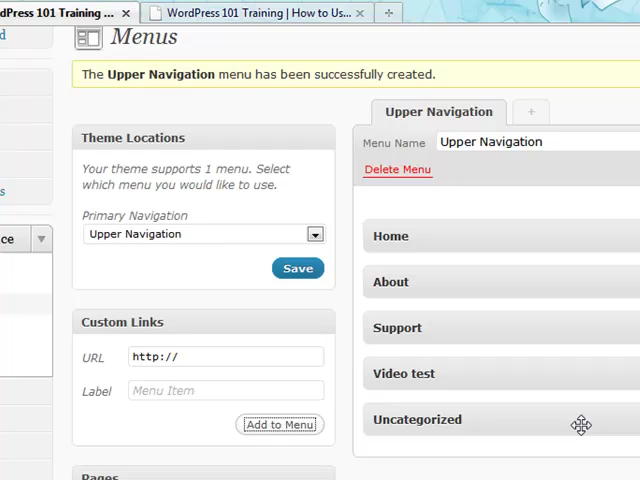 dPress 101 Training ...
WordPress 101 Training | How to Us...
d
Menus
The Upper Navigation menu has been successfully created.
Upper Navigation
+
Theme Locations
Menu Name
Upper Navigation
Your theme supports 1 menu. Select
which menu you would like to use.
Delete Menu
s
Primary Navigation
Upper Navigation
Home
ce
Save
About
Custom Links
Support
URL
http://
Video test
Label
Menu Item
Add to Menu
Uncategorized
Pages